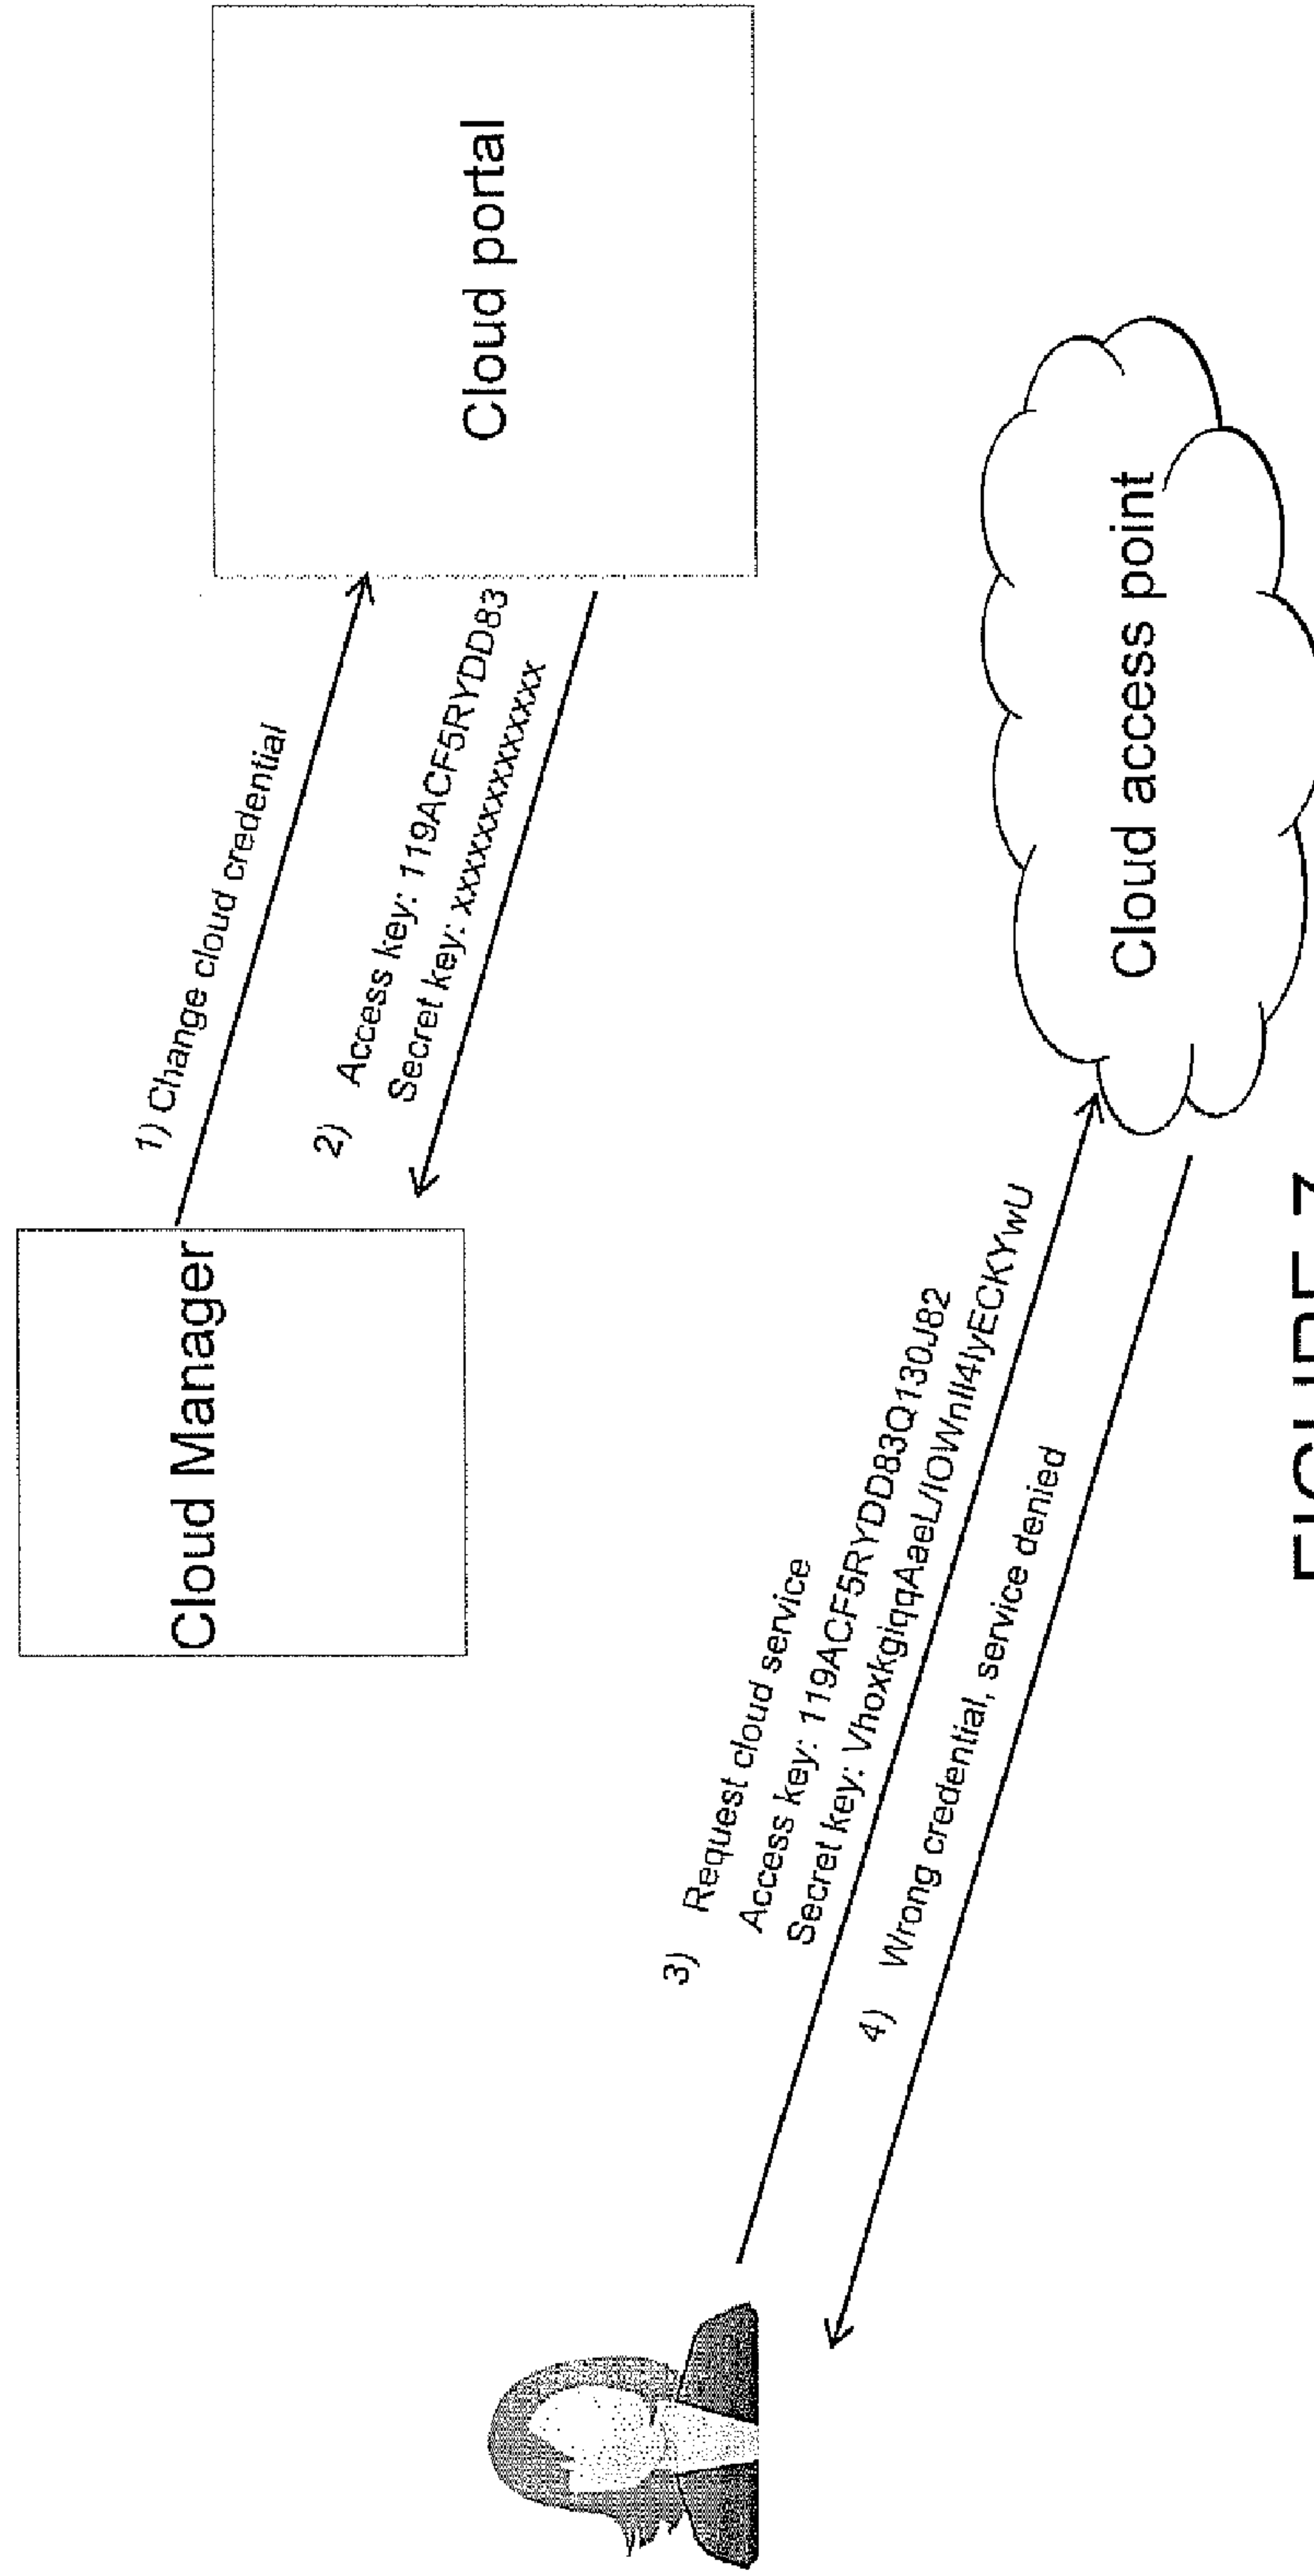 Cloud Manager
Cloud portal
1) Change cloud credential
2) Access key: 119ACF5RYDD83
Secret key: xxxxxxxxxxxxxx
3) Request cloud service
Access key: 119ACF5RYDD83Q130J82
Secret key: VhoxkgiqqAaeL/IOWnII4IyECKYwU
4) Wrong credential, service denied
Cloud access point
FIGURE 7